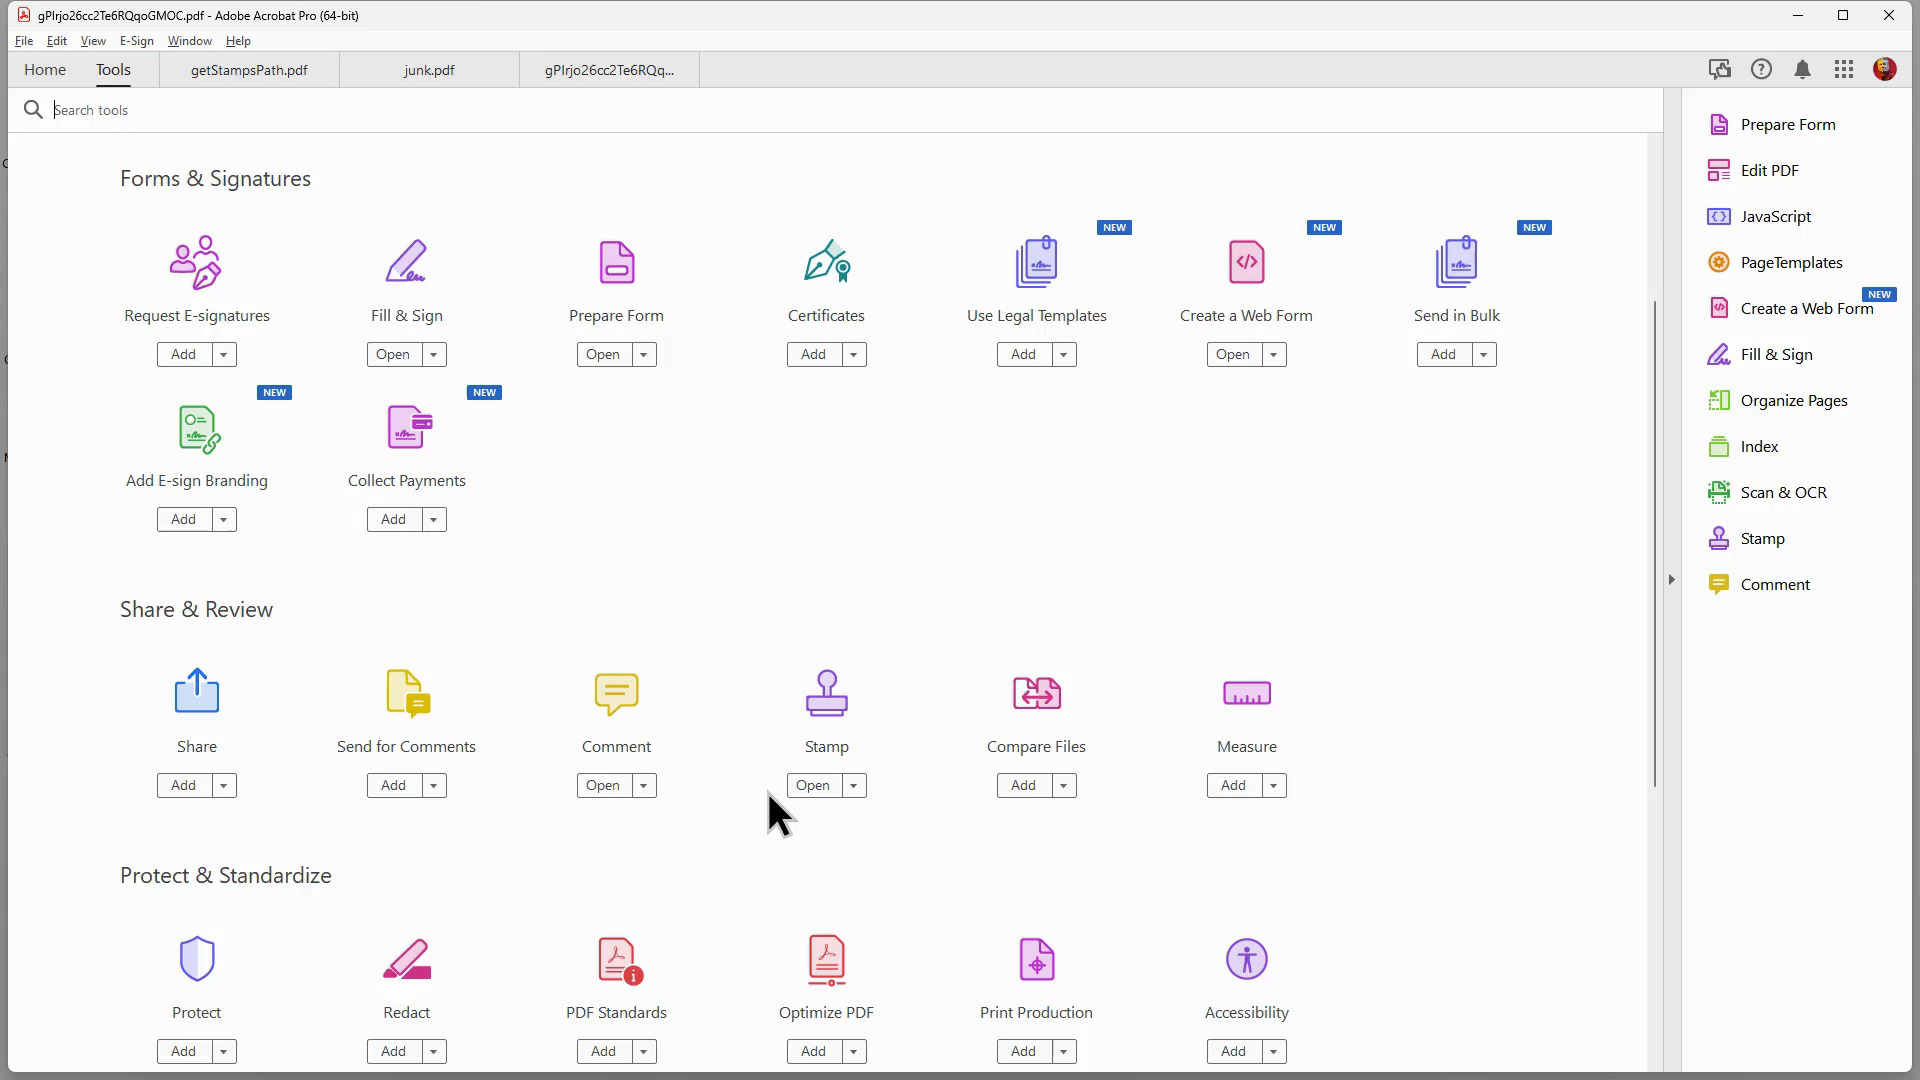 gPIrjo26cc2Te6RQqoGMOC.pdf - Adobe Acrobat Pro (64-bit)
File Edit View E-Sign Window Help
Home Tools getStampsPath.pdf junk.pdf gPIrjo26cc2Te6RQq...
Search tools
Forms & Signatures
NEW NEW NEW
Request E-signatures Fill & Sign Prepare Form Certificates Use Legal Templates Create a Web Form Send in Bulk
Add Open Open Add Add Open Add
NEW NEW
Add E-sign Branding Collect Payments
Add Add
Share & Review
Share Send for Comments Comment Stamp Compare Files Measure
Add Add Open Open Add Add
Protect & Standardize
Protect Redact PDF Standards Optimize PDF Print Production Accessibility
Add Add Add Add Add Add
Prepare Form
Edit PDF
JavaScript
PageTemplates
NEW
Create a Web Form
Fill & Sign
Organize Pages
Index
Scan & OCR
Stamp
Comment